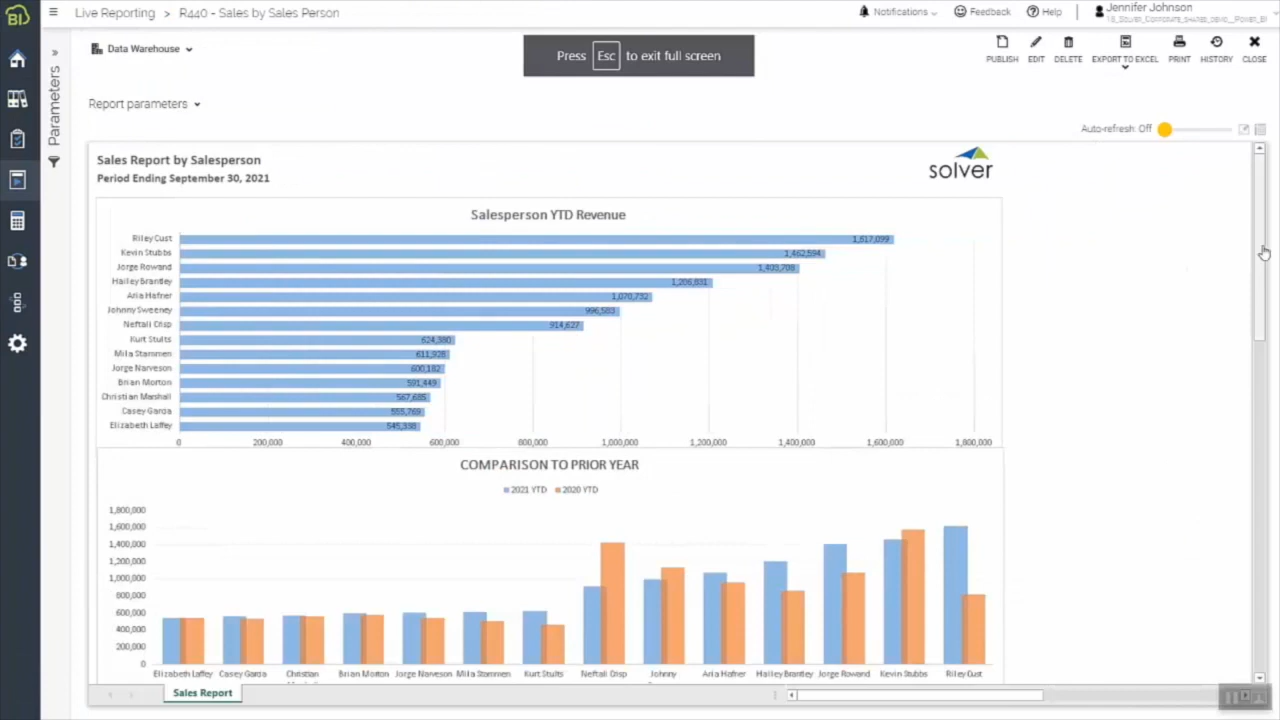 BI
Live Reporting > R440 - Sales by Sales Person
Notifications
Feedback
Help
Jennifer Johnson
Data Warehouse
Press Esc to exit full screen
PUBLISH
EDIT
DELETE
EXPORT TO EXCEL
PRINT
HISTORY
CLOSE
Parameters
Report parameters
Auto-refresh: Off
Sales Report by Salesperson
Period Ending September 30, 2021
solver
Salesperson YTD Revenue
Riley Cust
Kevin Stubbs 1,462,594
Jorge Rowand 1,403,788
Hailey Brantley 1,206,831
Aria Hafner 1,070,732
Johnny Sweeney 996,583
Neftali Crisp 914,627
Kurt Stults 624,380
Mila Stammen 611,928
Jorge Narveson 600,182
Brian Morton 591,449
Christian Marshall 567,685
Casey Garcia 555,769
Elizabeth Laffey 545,338
0 200,000 400,000 600,000 800,000 1,000,000 1,200,000 1,400,000 1,600,000 1,800,000
COMPARISON TO PRIOR YEAR
2021 YTD 2020 YTD
1,800,000
1,600,000
1,400,000
1,200,000
1,000,000
800,000
600,000
400,000
200,000
0
Elizabeth Laffey Casey Garcia Christian Brian Morton Jorge Narveson Mila Stammen Kurt Stults Neftali Crisp Johnny Aria Hafner Hailey Brantley Jorge Rowand Kevin Stubbs Riley Cust
Sales Report